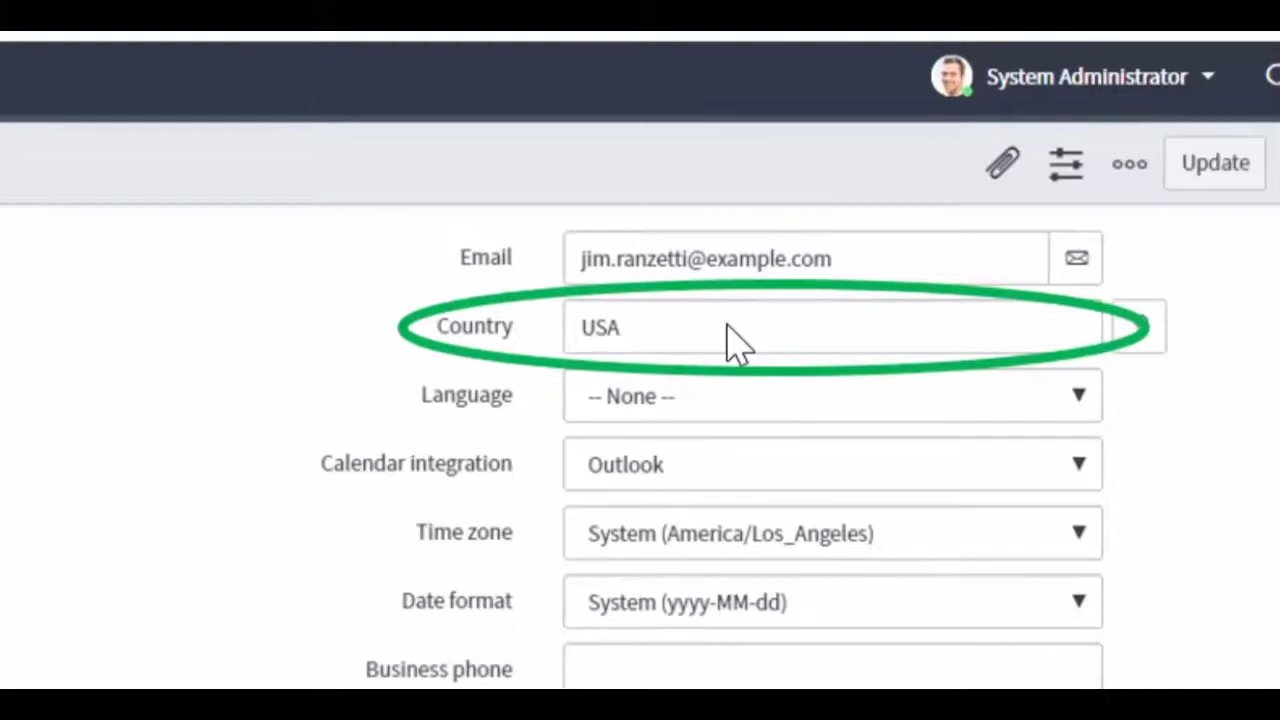 System Administrator
Update
Email jim.ranzetti@example.com
Country USA
Language -- None --
Calendar integration Outlook
Time zone System (America/Los_Angeles)
Date format System (yyyy-MM-dd)
Business phone